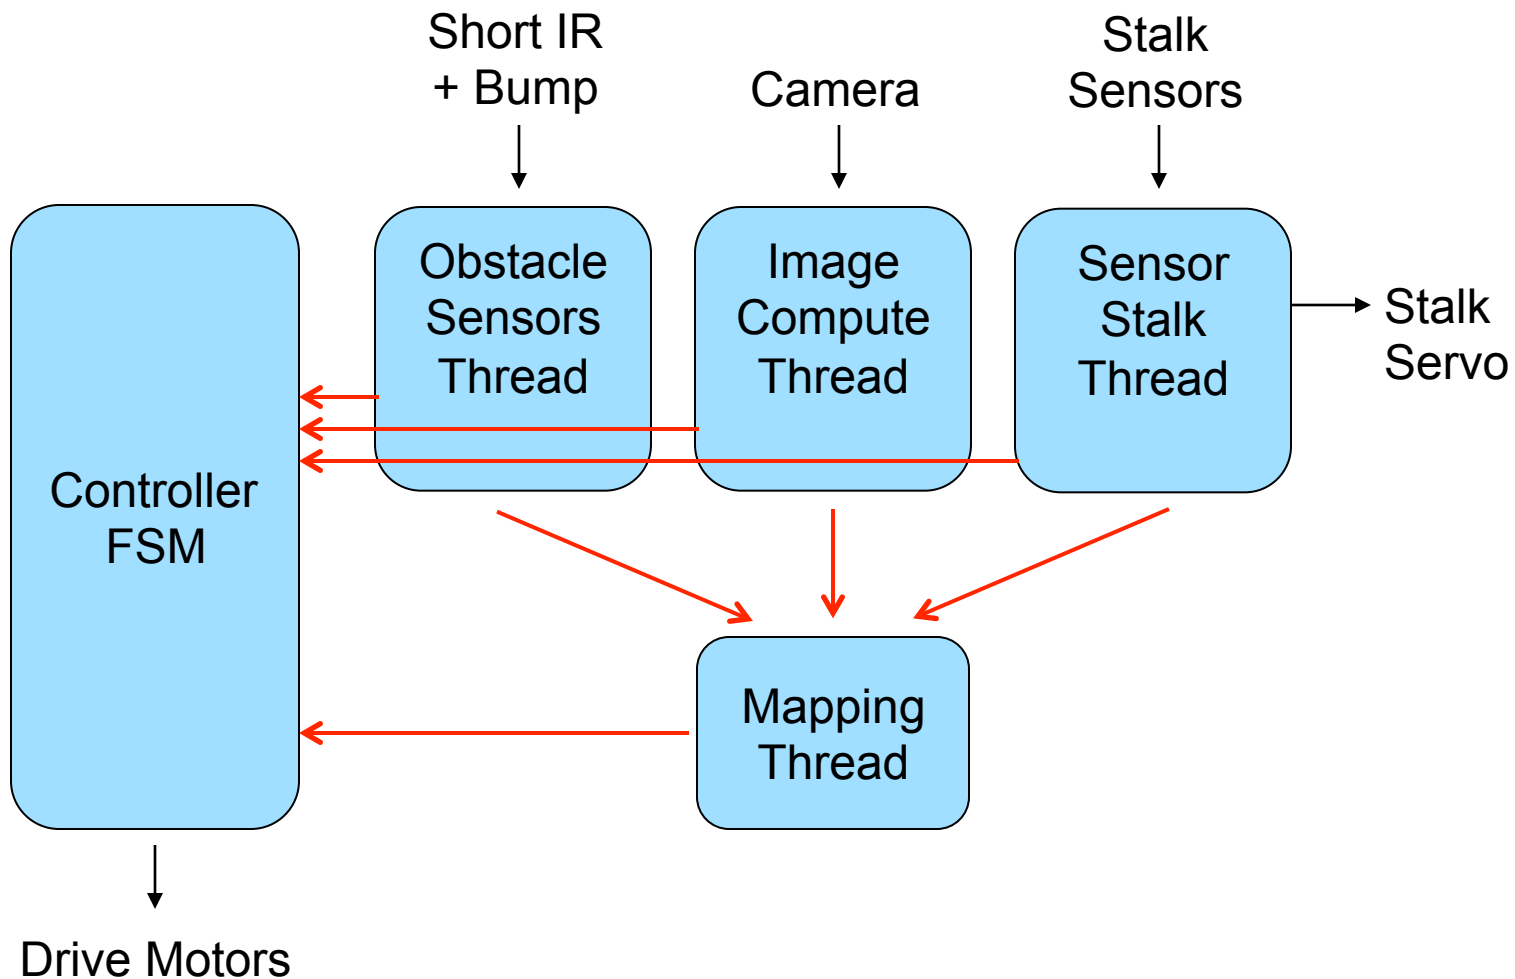 Short IR
+ Bump
Camera
Stalk
Sensors
Obstacle
Sensors
Thread
Image
Compute
Thread
Sensor
Stalk
Thread
Stalk
Servo
Controller
FSM
Mapping
Thread
Drive Motors